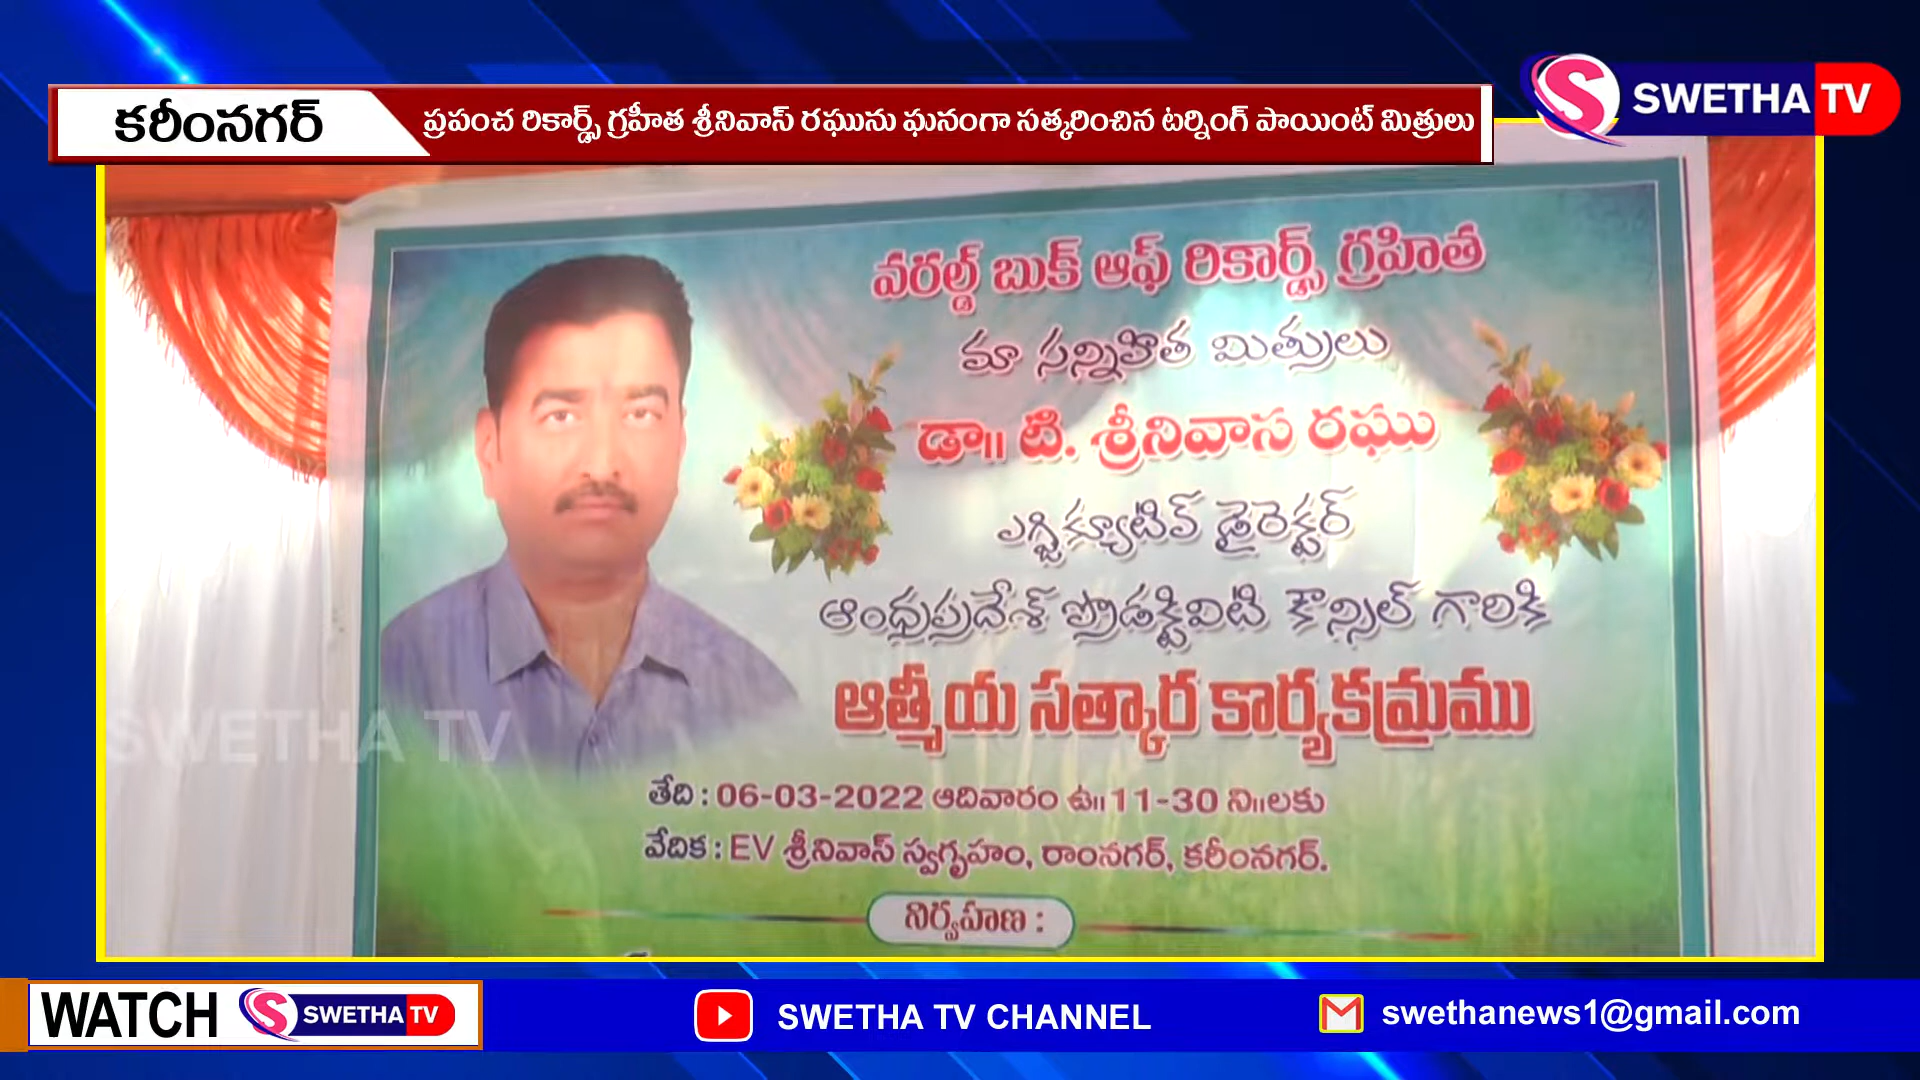 కరీంనగర్
ప్రపంచ రికార్డ్స్ గ్రహీత శ్రీనివాస్ రఘును ఘనంగా సత్కరించిన టర్నింగ్ పాయింట్ మిత్రులు
S SWETHA TV
వరల్డ్ బుక్ ఆఫ్ రికార్డ్స్ గ్రహిత
మా సన్నిహిత మిత్రులు
డా॥ టి. శ్రీనివాస రఘు
ఎగ్జిక్యూటివ్ డైరెక్టర్
ఆంధ్రప్రదేశ్ ప్రొడక్టివిటి కౌన్సిల్ గారికి
ఆత్మీయ సత్కార కార్యక్రమము
SWETHA TV
తేది : 06-03-2022 ఆదివారం ఉ॥ 11-30 ని॥లకు
వేదిక : EV శ్రీనివాస్ స్వగృహం, రాంనగర్, కరీంనగర్.
నిర్వహణ :
WATCH S SWETHA TV
SWETHA TV CHANNEL
swethanews1@gmail.com